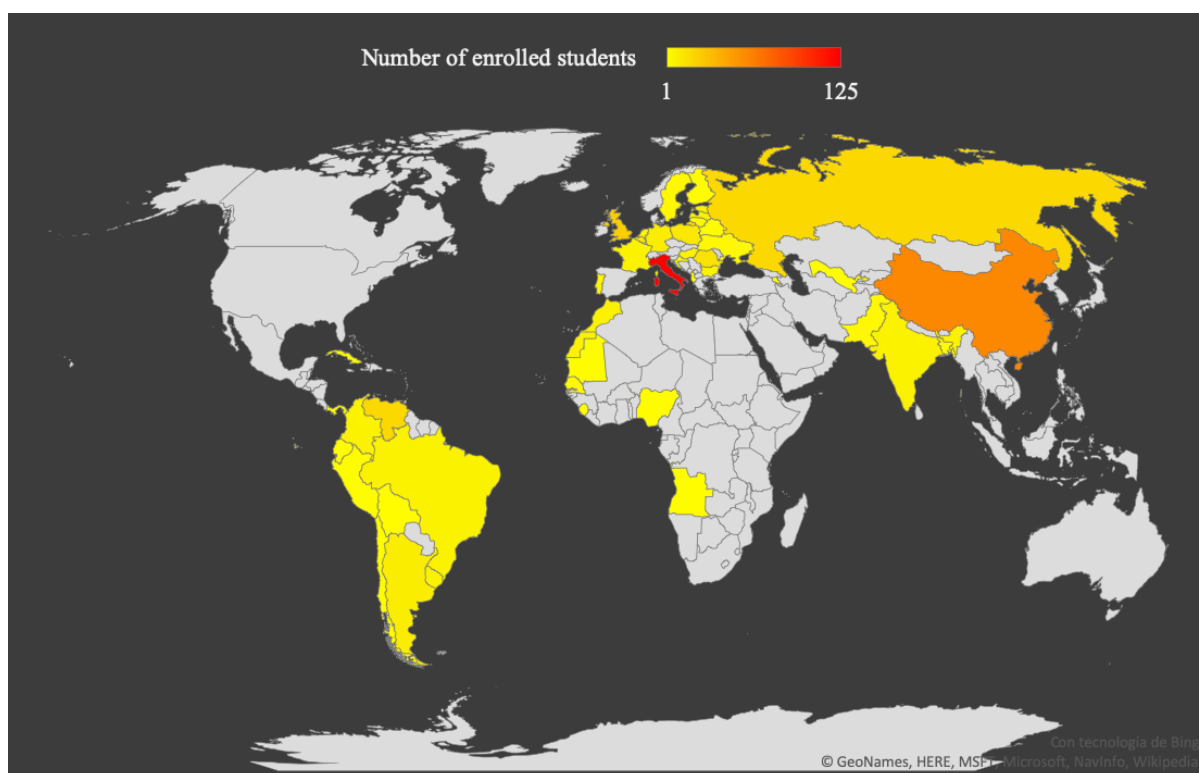 Number of enrolled students
1 125
Con tecnología de Bing
© GeoNames, HERE, MSFT, Microsoft, NavInfo, Wikipedia